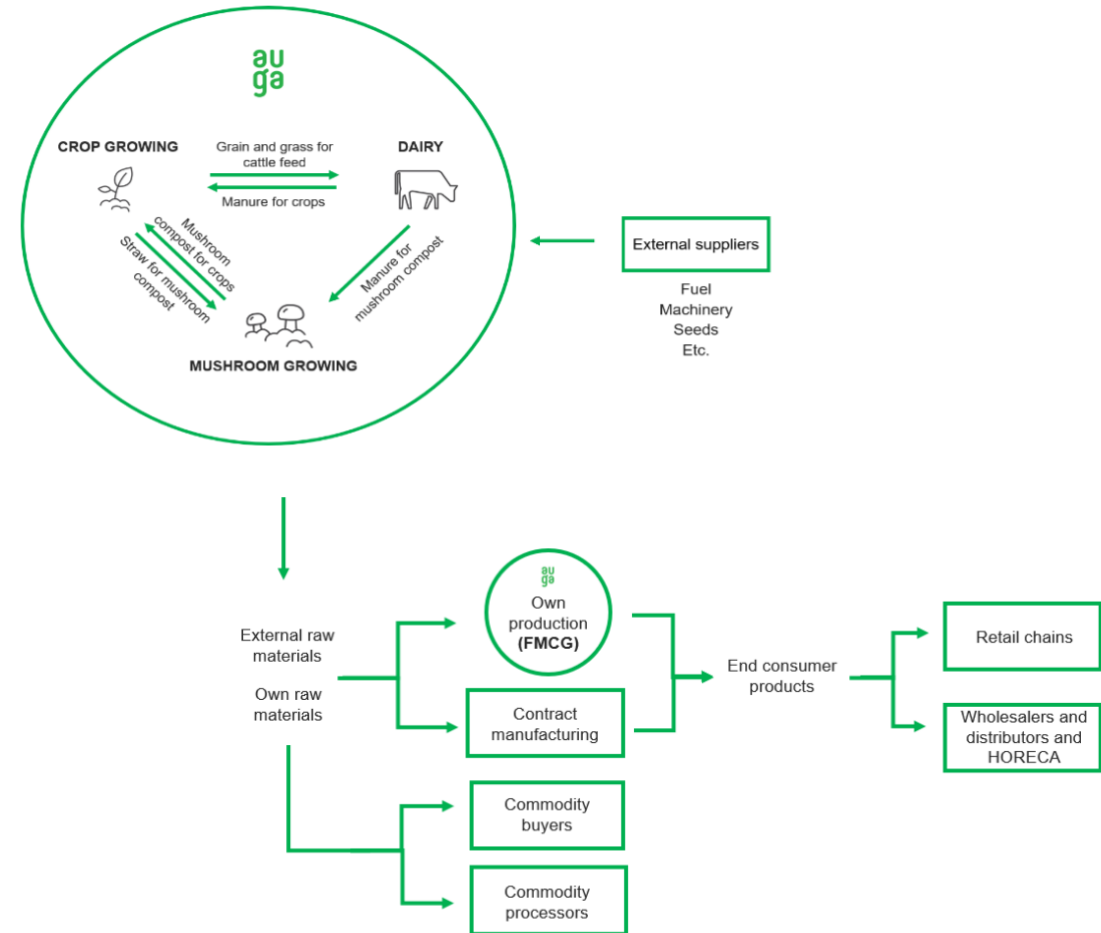 au
ga
CROP GROWING
Grain and grass for
cattle feed
DAIRY
Manure for crops
Mushroom
compost for crops
Straw for mushroom
compost
Manure for
mushroom compost
MUSHROOM GROWING
External suppliers
Fuel
Machinery
Seeds
Etc.
External raw
materials
Own raw
materials
au
ga
Own
production
(FMCG)
Contract
manufacturing
Commodity
buyers
Commodity
processors
End consumer
products
Retail chains
Wholesalers and
distributors and
HORECA